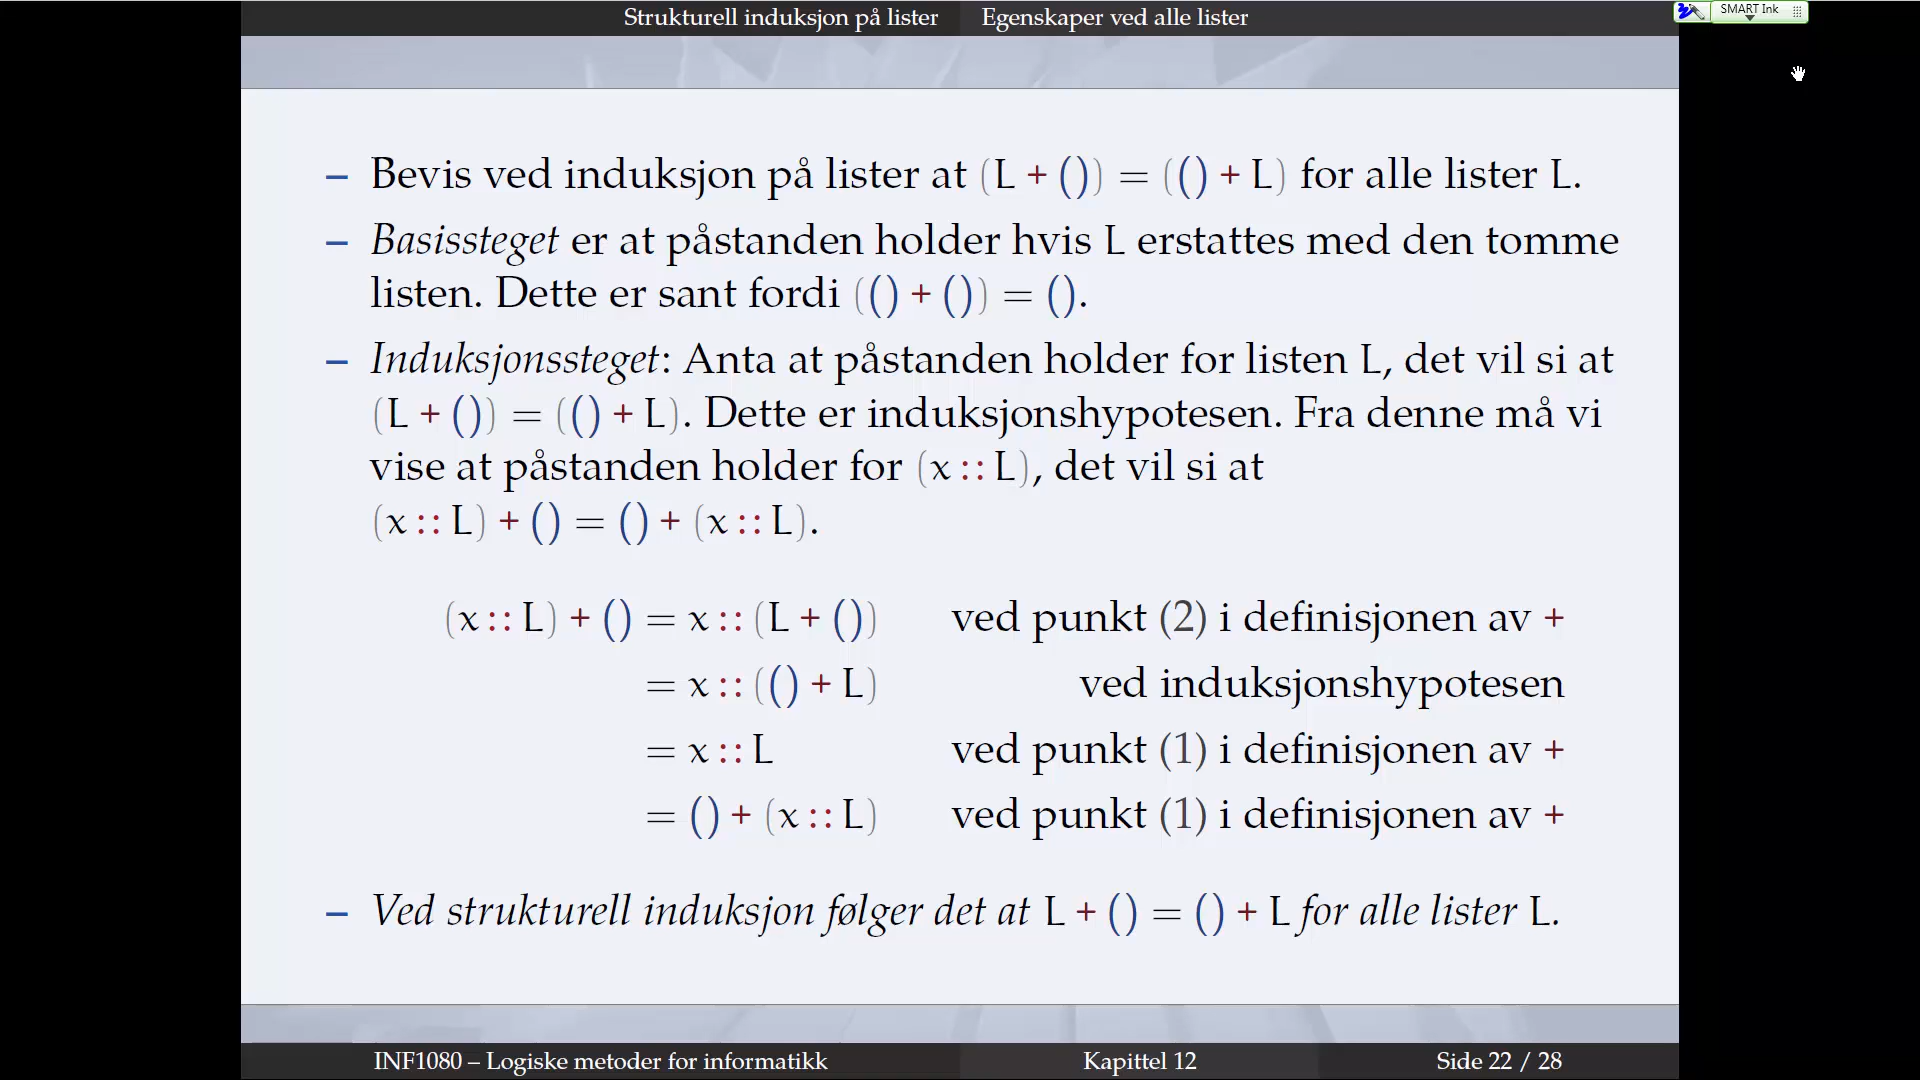 Strukturell induksjon på lister Egenskaper ved alle lister
SMART Ink
– Bevis ved induksjon på lister at (L + ()) = (() + L) for alle lister L.
– Basissteget er at påstanden holder hvis L erstattes med den tomme
listen. Dette er sant fordi (() + ()) = ().
– Induksjonssteget: Anta at påstanden holder for listen L, det vil si at
(L + ()) = (() + L). Dette er induksjonshypotesen. Fra denne må vi
vise at påstanden holder for (x :: L), det vil si at
(x :: L) + () = () + (x :: L).
(x :: L) + () = x :: (L + ()) ved punkt (2) i definisjonen av +
= x :: (() + L) ved induksjonshypotesen
= x :: L ved punkt (1) i definisjonen av +
= () + (x :: L) ved punkt (1) i definisjonen av +
– Ved strukturell induksjon følger det at L + () = () + L for alle lister L.
INF1080 – Logiske metoder for informatikk Kapittel 12 Side 22 / 28